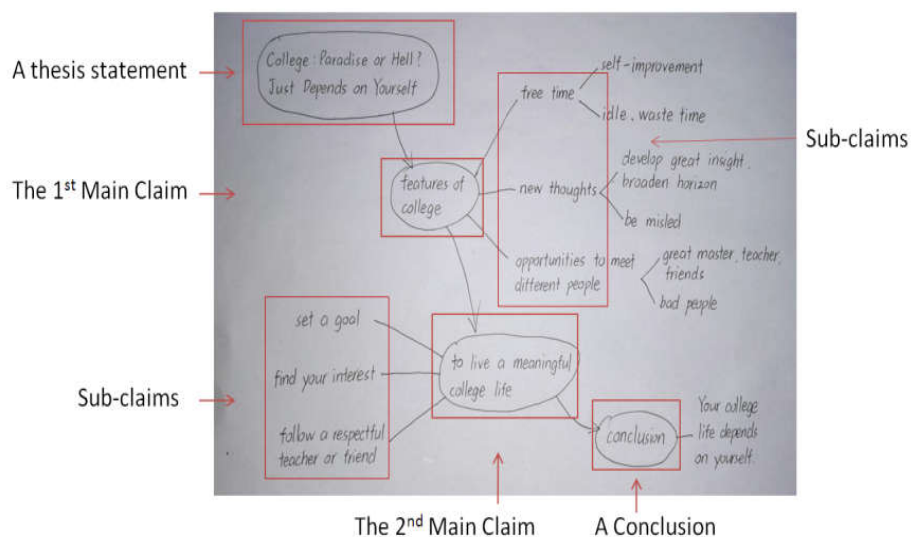 A thesis statement
College: Paradise or Hell?
Just Depends on Yourself
free time
self-improvement
idle, waste time
Sub-claims
The 1st Main Claim
features of
college
new thoughts
develop great insight,
broaden horizon
be misled
opportunities to meet
different people
great master, teacher,
friends
bad people
Sub-claims
set a goal
find your interest
follow a respectful
teacher or friend
to live a meaningful
college life
conclusion
Your college
life depends
on yourself.
The 2nd Main Claim
A Conclusion